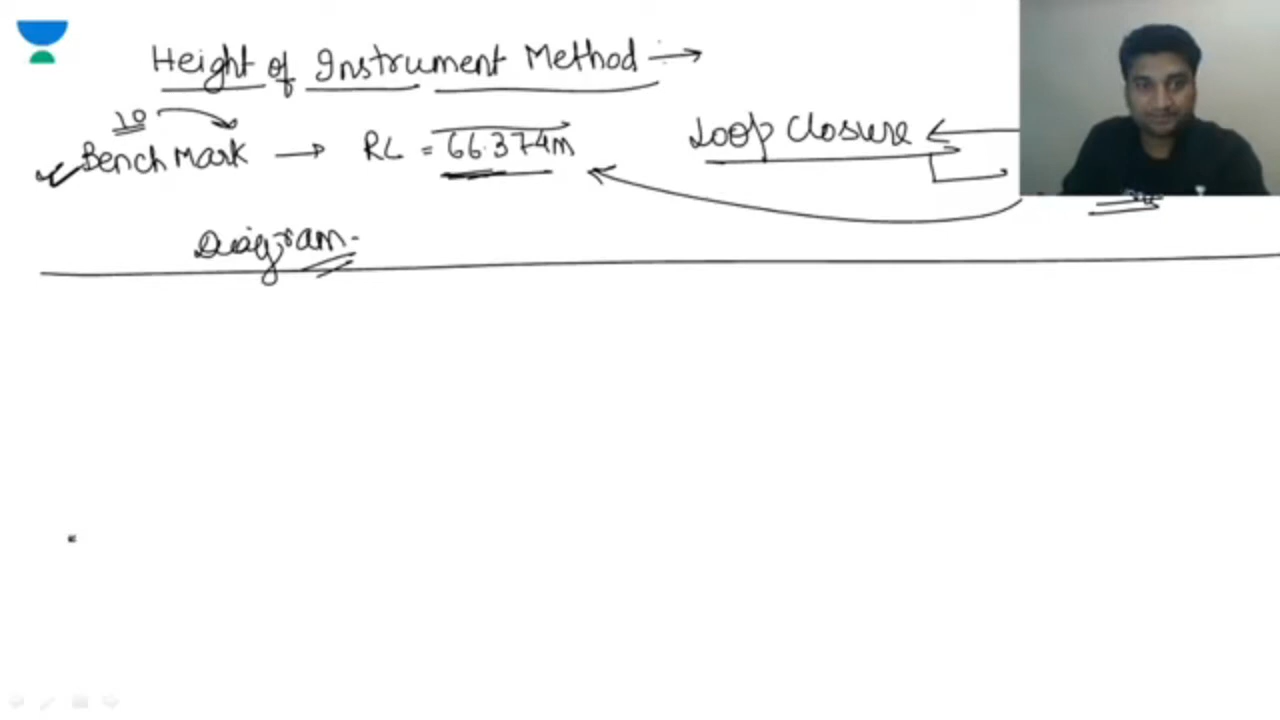 Height of Instrument Method :→
10
Bench Mark → RL = 66.374m
Loop Closure ←
Diagram.